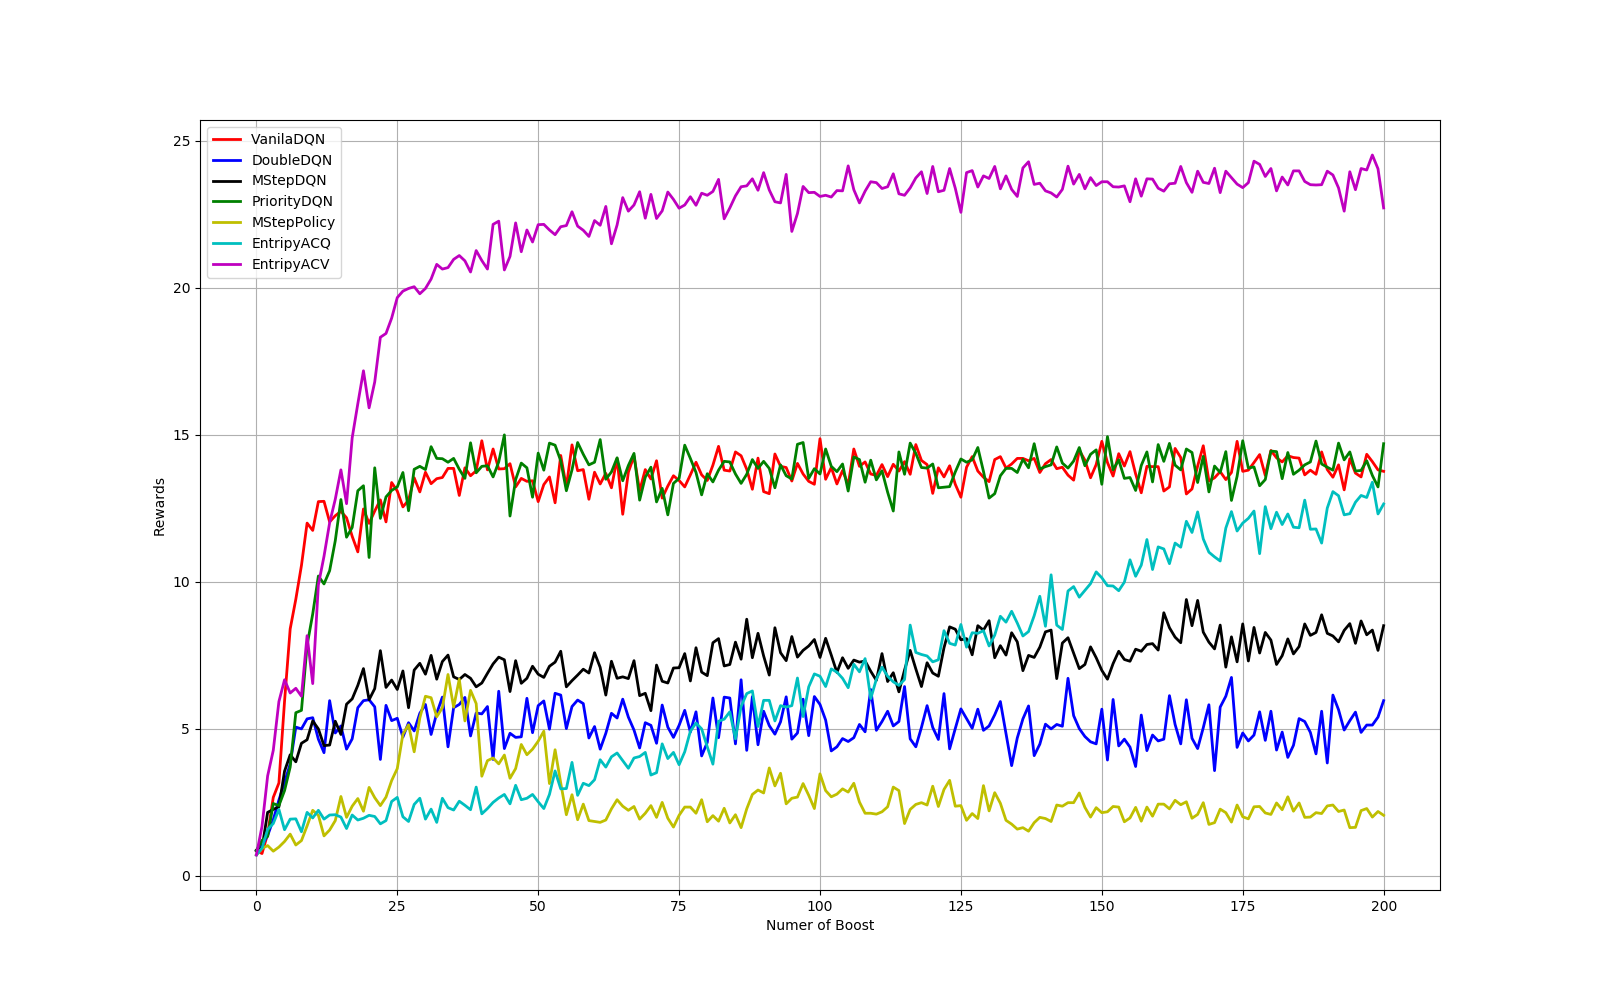 VanilaDQN
DoubleDQN
MStepDQN
PriorityDQN
MStepPolicy
EntripyACQ
EntripyACV
25
20
15
10
5
0
Rewards
0 25 50 75 100 125 150 175 200
Numer of Boost